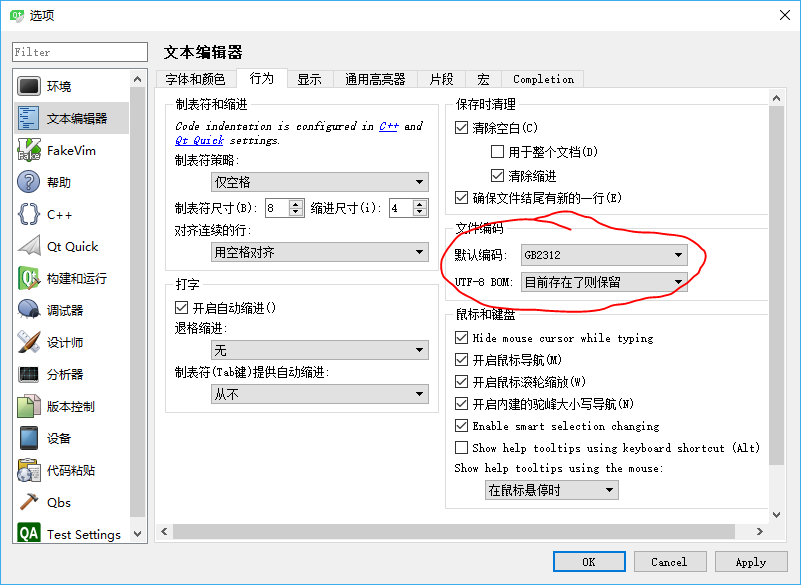 Qt 选项
Filter
环境
文本编辑器
FakeVim
帮助
C++
Qt Quick
构建和运行
调试器
设计师
分析器
版本控制
设备
代码粘贴
Qbs
QA Test Settings
文本编辑器
字体和颜色 行为 显示 通用高亮器 片段 宏 Completion
制表符和缩进
Code indentation is configured in C++ and
Qt Quick settings.
制表符策略:
仅空格
制表符尺寸(B): 8 缩进尺寸(i): 4
对齐连续的行:
用空格对齐
打字
开启自动缩进()
退格缩进:
无
制表符(Tab键)提供自动缩进:
从不
保存时清理
清除空白(C)
用于整个文档(D)
清除缩进
确保文件结尾有新的一行(E)
文件编码
默认编码: GB2312
UTF-8 BOM: 目前存在了则保留
鼠标和键盘
Hide mouse cursor while typing
开启鼠标导航(M)
开启鼠标滚轮缩放(W)
开启内建的驼峰大小写导航(N)
Enable smart selection changing
Show help tooltips using keyboard shortcut (Alt)
Show help tooltips using the mouse:
在鼠标悬停时
OK Cancel Apply